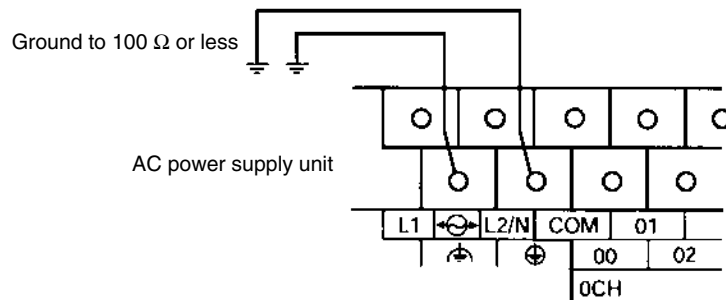 Ground to 100 Ω or less
AC power supply unit
L1 L2/N COM 01
00 02
0CH